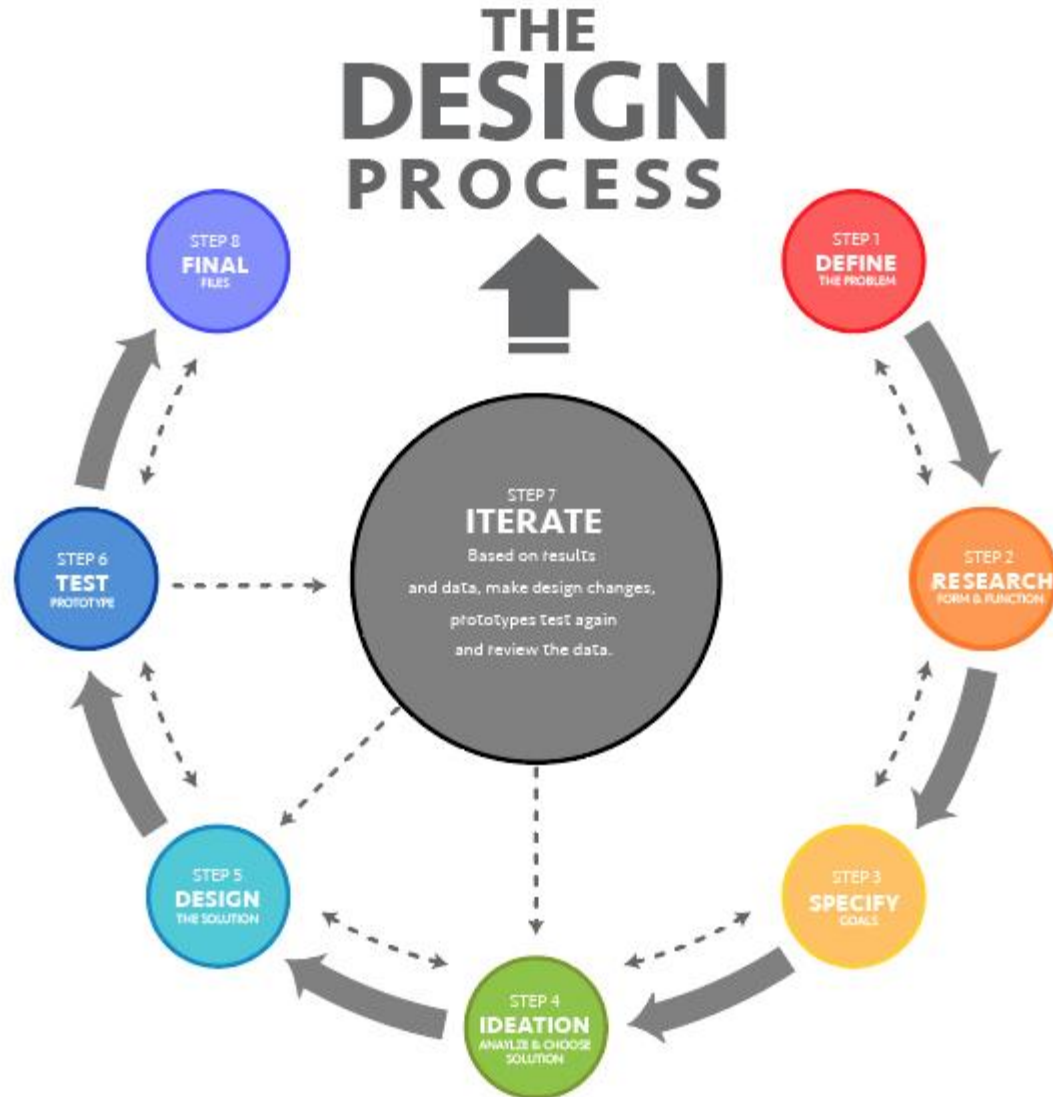 THE
DESIGN
PROCESS
STEP 1
DEFINE
THE PROBLEM
STEP 2
RESEARCH
FORM & FUNCTION
STEP 3
SPECIFY
GOALS
STEP 4
IDEATION
ANAYLIZE & CHOOSE
SOLUTION
STEP 5
DESIGN
THE SOLUTION
STEP 6
TEST
PROTOTYPE
STEP 7
ITERATE
Based on results
and data, make design changes,
prototypes test again
and review the data.
STEP 8
FINAL
FILES